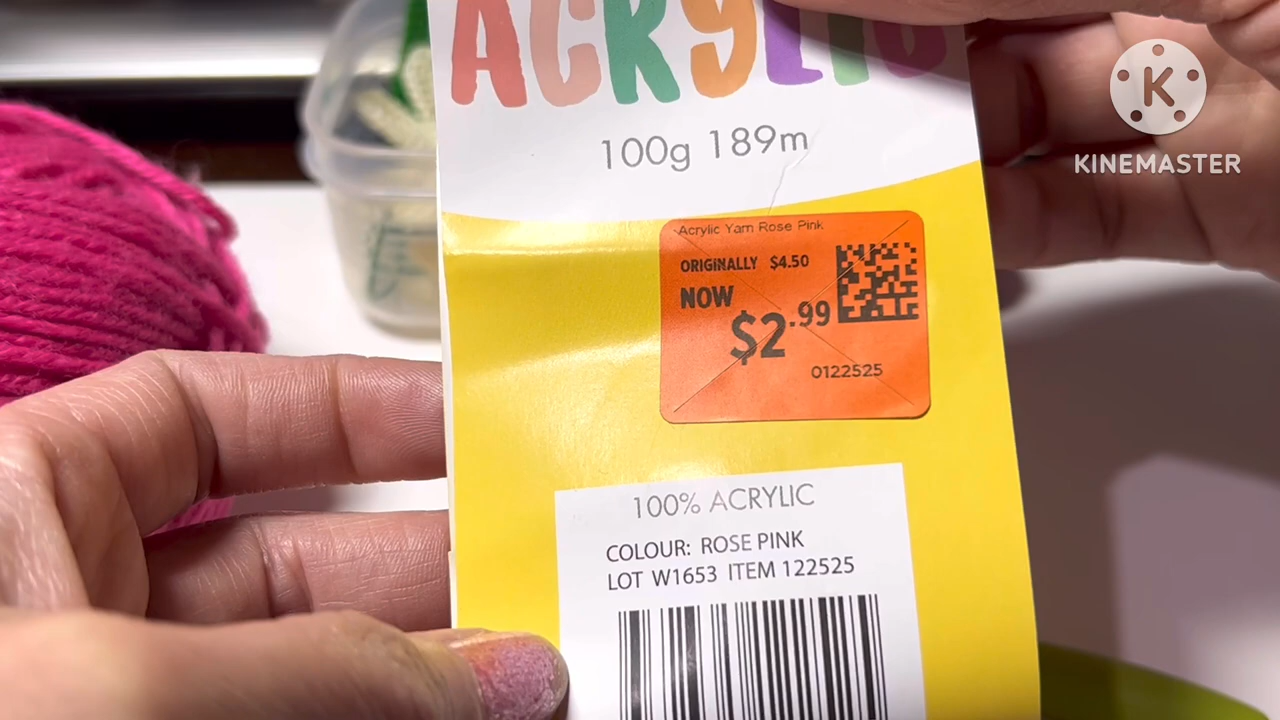 ACRYLIC
100g 189m
Acrylic Yarn Rose Pink
ORIGINALLY $4.50
NOW
$2.99
0122525
100% ACRYLIC
COLOUR: ROSE PINK
LOT W1653 ITEM 122525
K
KINEMASTER